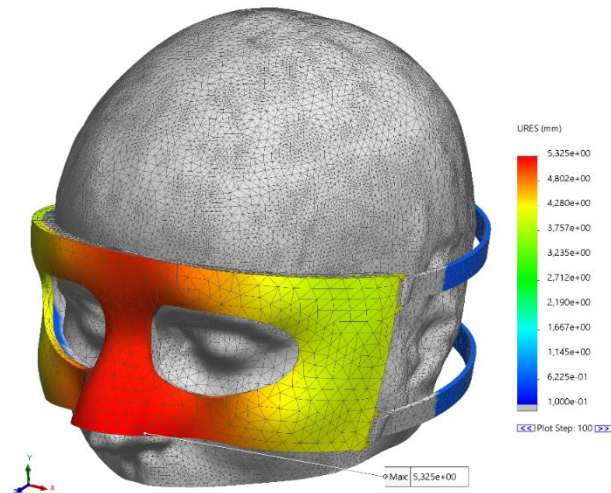 URES (mm)
5,325e+00
4,802e+00
4,280e+00
3,757e+00
3,235e+00
2,712e+00
2,190e+00
1,667e+00
1,145e+00
6,220e-01
1,000e-01
Plot Step: 100
Max: 5,325e+00
Y
X
Z